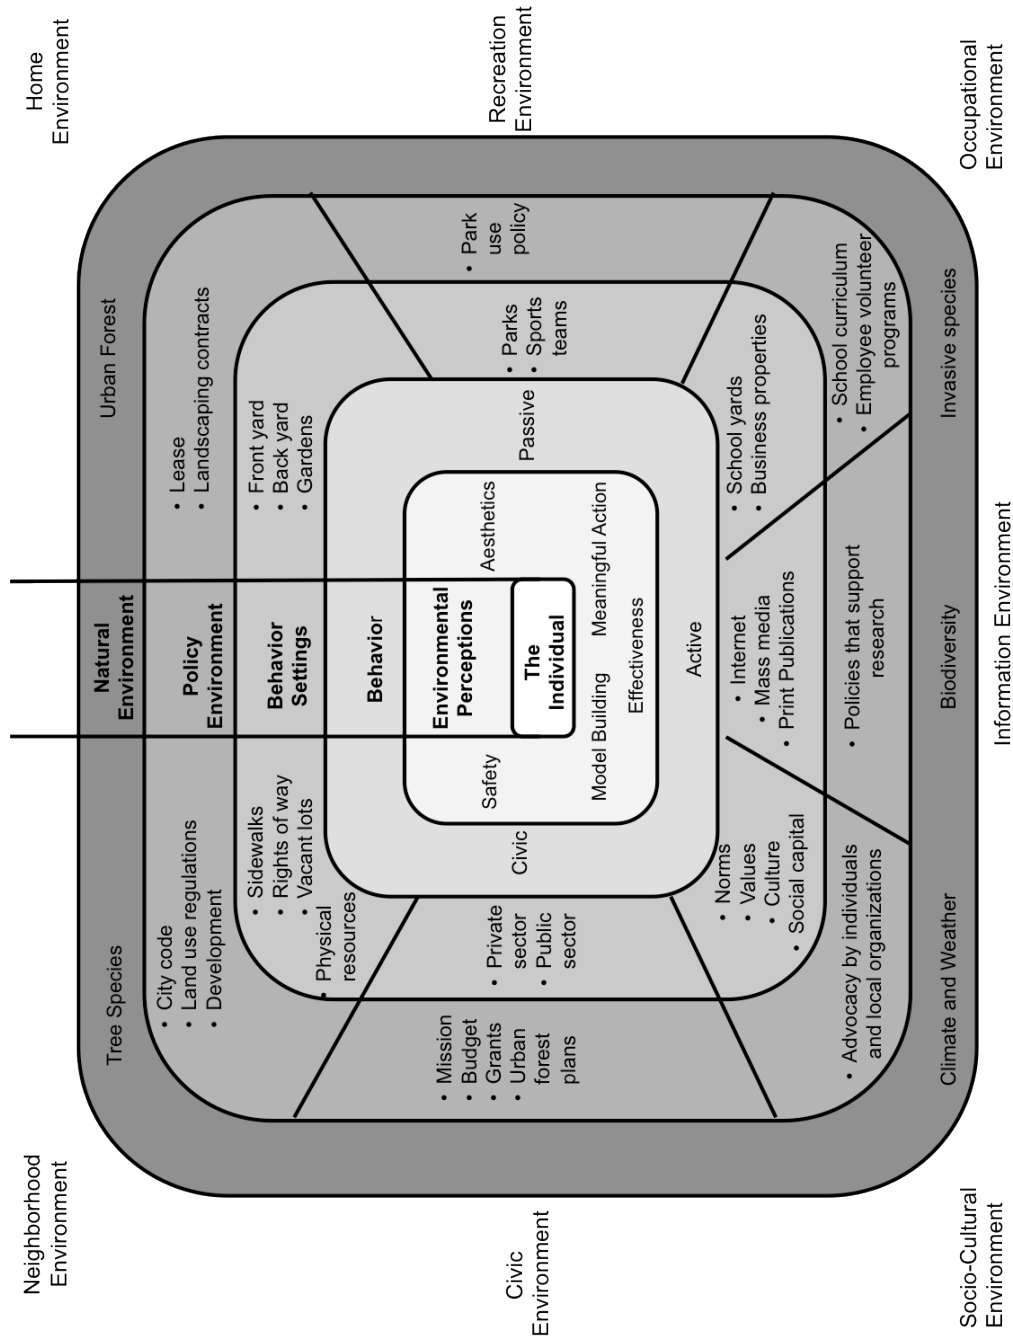 Neighborhood
Environment
Home
Environment
Tree Species
Natural
Environment
Urban Forest
• City code
• Land use regulations
• Development
Policy
Environment
• Lease
• Landscaping contracts
• Sidewalks
• Rights of way
• Vacant lots
• Physical
resources
Behavior
Settings
• Front yard
• Back yard
• Gardens
Behavior
Civic
Environment
• Mission
• Budget
• Grants
• Urban
forest
plans
• Private
sector
• Public
sector
Civic
Safety
Environmental
Perceptions
Aesthetics
The
Individual
Model Building
Meaningful Action
Effectiveness
Passive
• Parks
• Sports
teams
• Park
use
policy
Recreation
Environment
Active
• Norms
• Values
• Culture
• Social capital
• Internet
• Mass media
• Print Publications
• School yards
• Business properties
• Advocacy by individuals
and local organizations
• Policies that support
research
• School curriculum
• Employee volunteer
programs
Climate and Weather
Biodiversity
Invasive species
Socio-Cultural
Environment
Information Environment
Occupational
Environment